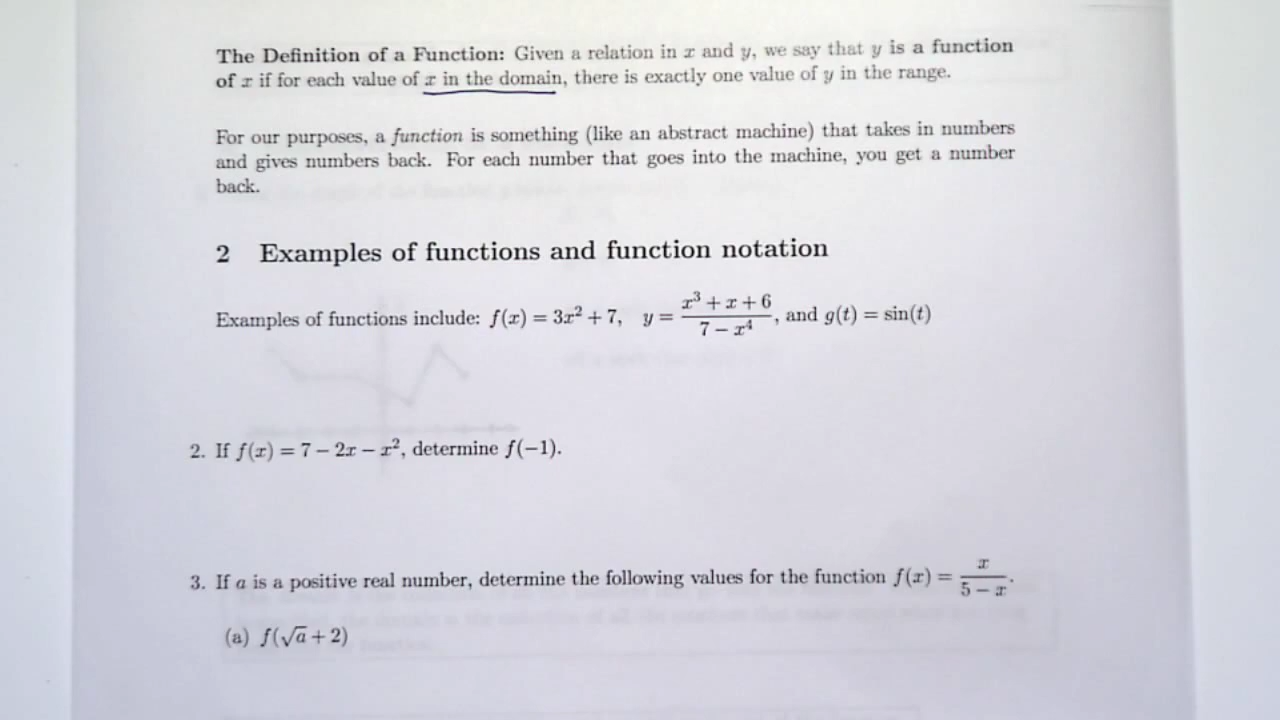 The Definition of a Function: Given a relation in x and y, we say that y is a function
of x if for each value of x in the domain, there is exactly one value of y in the range.
For our purposes, a function is something (like an abstract machine) that takes in numbers
and gives numbers back. For each number that goes into the machine, you get a number
back.
2 Examples of functions and function notation
Examples of functions include: f(x) = 3x² + 7, y = (x³ + x + 6)/(7 − x⁴), and g(t) = sin(t)
2. If f(x) = 7 − 2x − x², determine f(−1).
3. If a is a positive real number, determine the following values for the function f(x) = x/(5 − x).
(a) f(√a + 2)